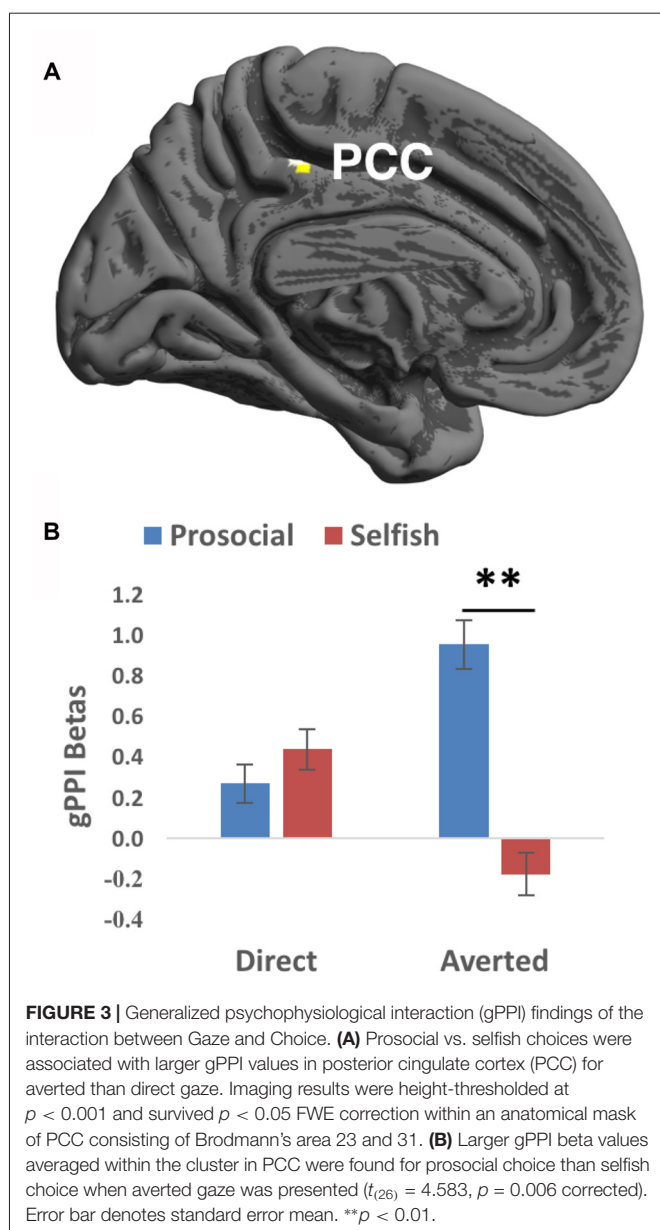 A
PCC
B
Prosocial Selfish
**
1.2
1.0
0.8
0.6
0.4
0.2
0.0
-0.2
-0.4
gPPI Betas
Direct Averted
FIGURE 3 | Generalized psychophysiological interaction (gPPI) findings of the
interaction between Gaze and Choice. (A) Prosocial vs. selfish choices were
associated with larger gPPI values in posterior cingulate cortex (PCC) for
averted than direct gaze. Imaging results were height-thresholded at
p < 0.001 and survived p < 0.05 FWE correction within an anatomical mask
of PCC consisting of Brodmann's area 23 and 31. (B) Larger gPPI beta values
averaged within the cluster in PCC were found for prosocial choice than selfish
choice when averted gaze was presented (t(26) = 4.583, p = 0.006 corrected).
Error bar denotes standard error mean. **p < 0.01.